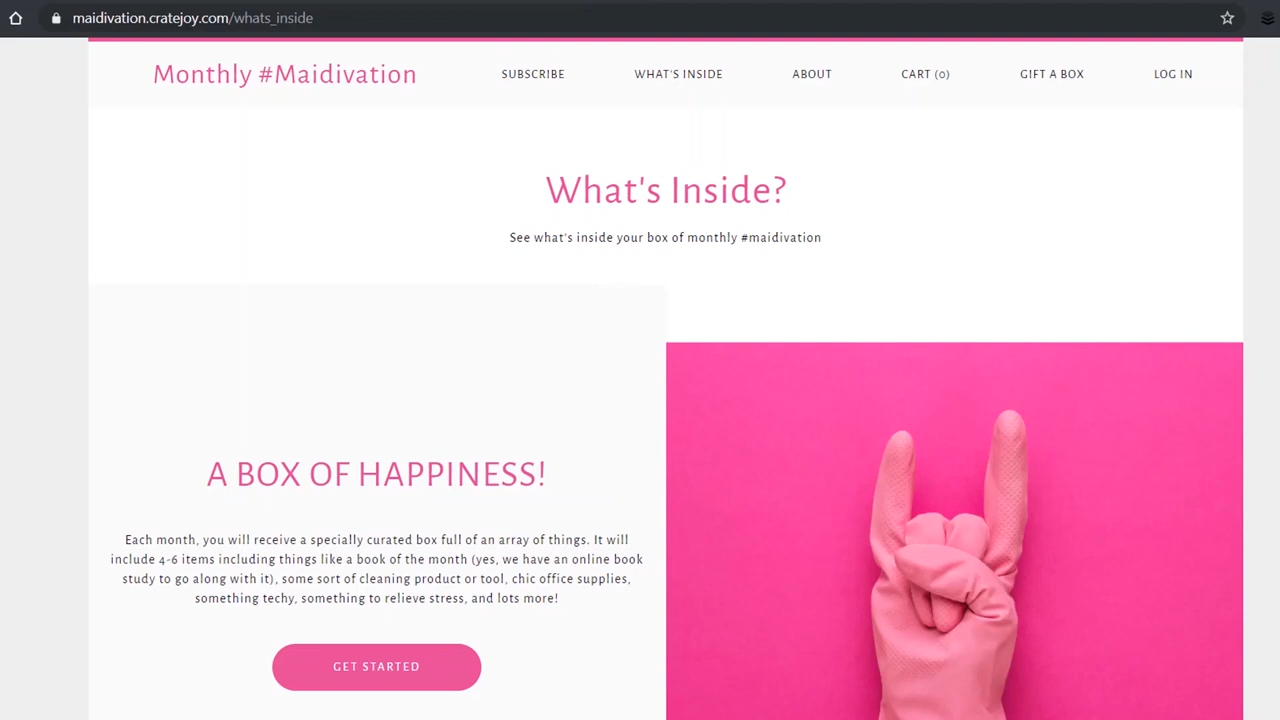 maidivation.cratejoy.com/whats_inside
Monthly #Maidivation
SUBSCRIBE
WHAT'S INSIDE
ABOUT
CART (0)
GIFT A BOX
LOG IN
What's Inside?
See what's inside your box of monthly #maidivation
A BOX OF HAPPINESS!
Each month, you will receive a specially curated box full of an array of things. It will
include 4-6 items including things like a book of the month (yes, we have an online book
study to go along with it), some sort of cleaning product or tool, chic office supplies,
something techy, something to relieve stress, and lots more!
GET STARTED